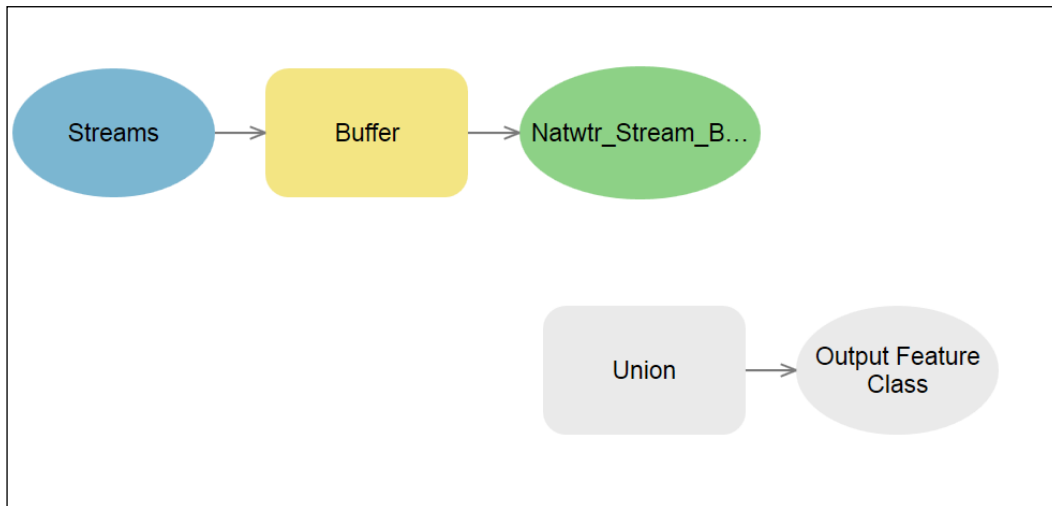 Streams
Buffer
Natwtr_Stream_B...
Union
Output Feature
Class